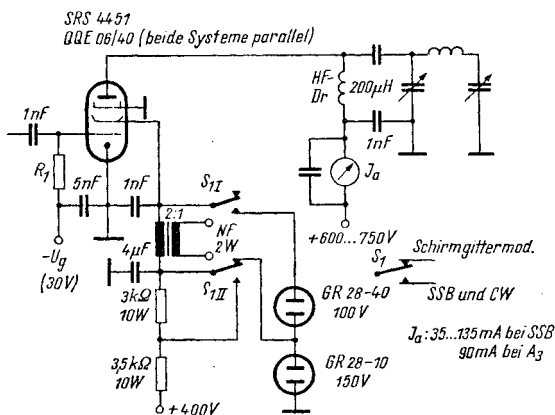 SRS 4451
QQE 06/40 (beide Systeme parallel)
HF-
Dr
200µH
1nF
1nF
R1
5nF
1nF
S1I
Ja
2:1
NF
2W
+600...750V
-Ug
(30V)
4µF
S1II
S1
Schirmgittermod.
SSB und CW
3kΩ
10W
GR 28-40
100V
Ja: 35...135mA bei SSB
90mA bei A3
3,5kΩ
10W
GR 28-10
150V
+400V